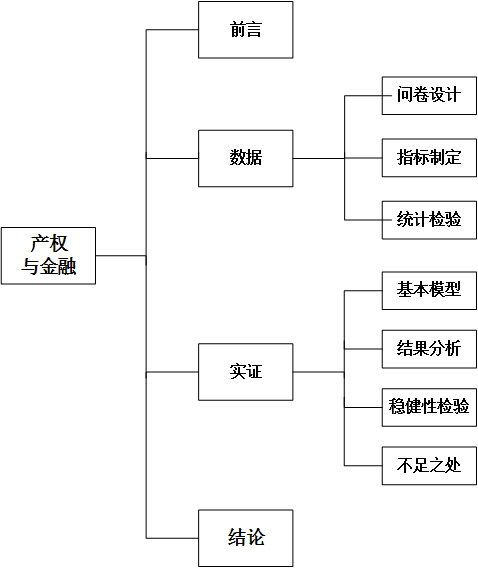 产权
与金融
前言
数据
问卷设计
指标制定
统计检验
实证
基本模型
结果分析
稳健性检验
不足之处
结论